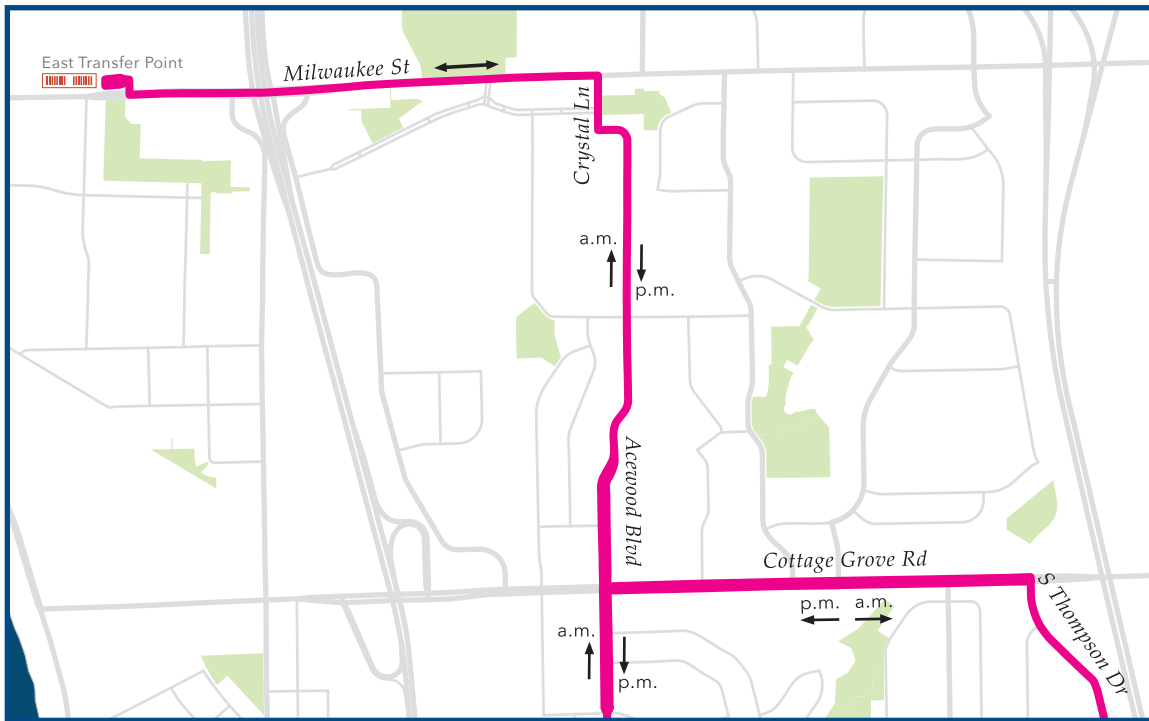 East Transfer Point
Milwaukee St
Crystal Ln
a.m.
p.m.
Acewood Blvd
Cottage Grove Rd
p.m.
a.m.
S Thompson Dr
a.m.
p.m.